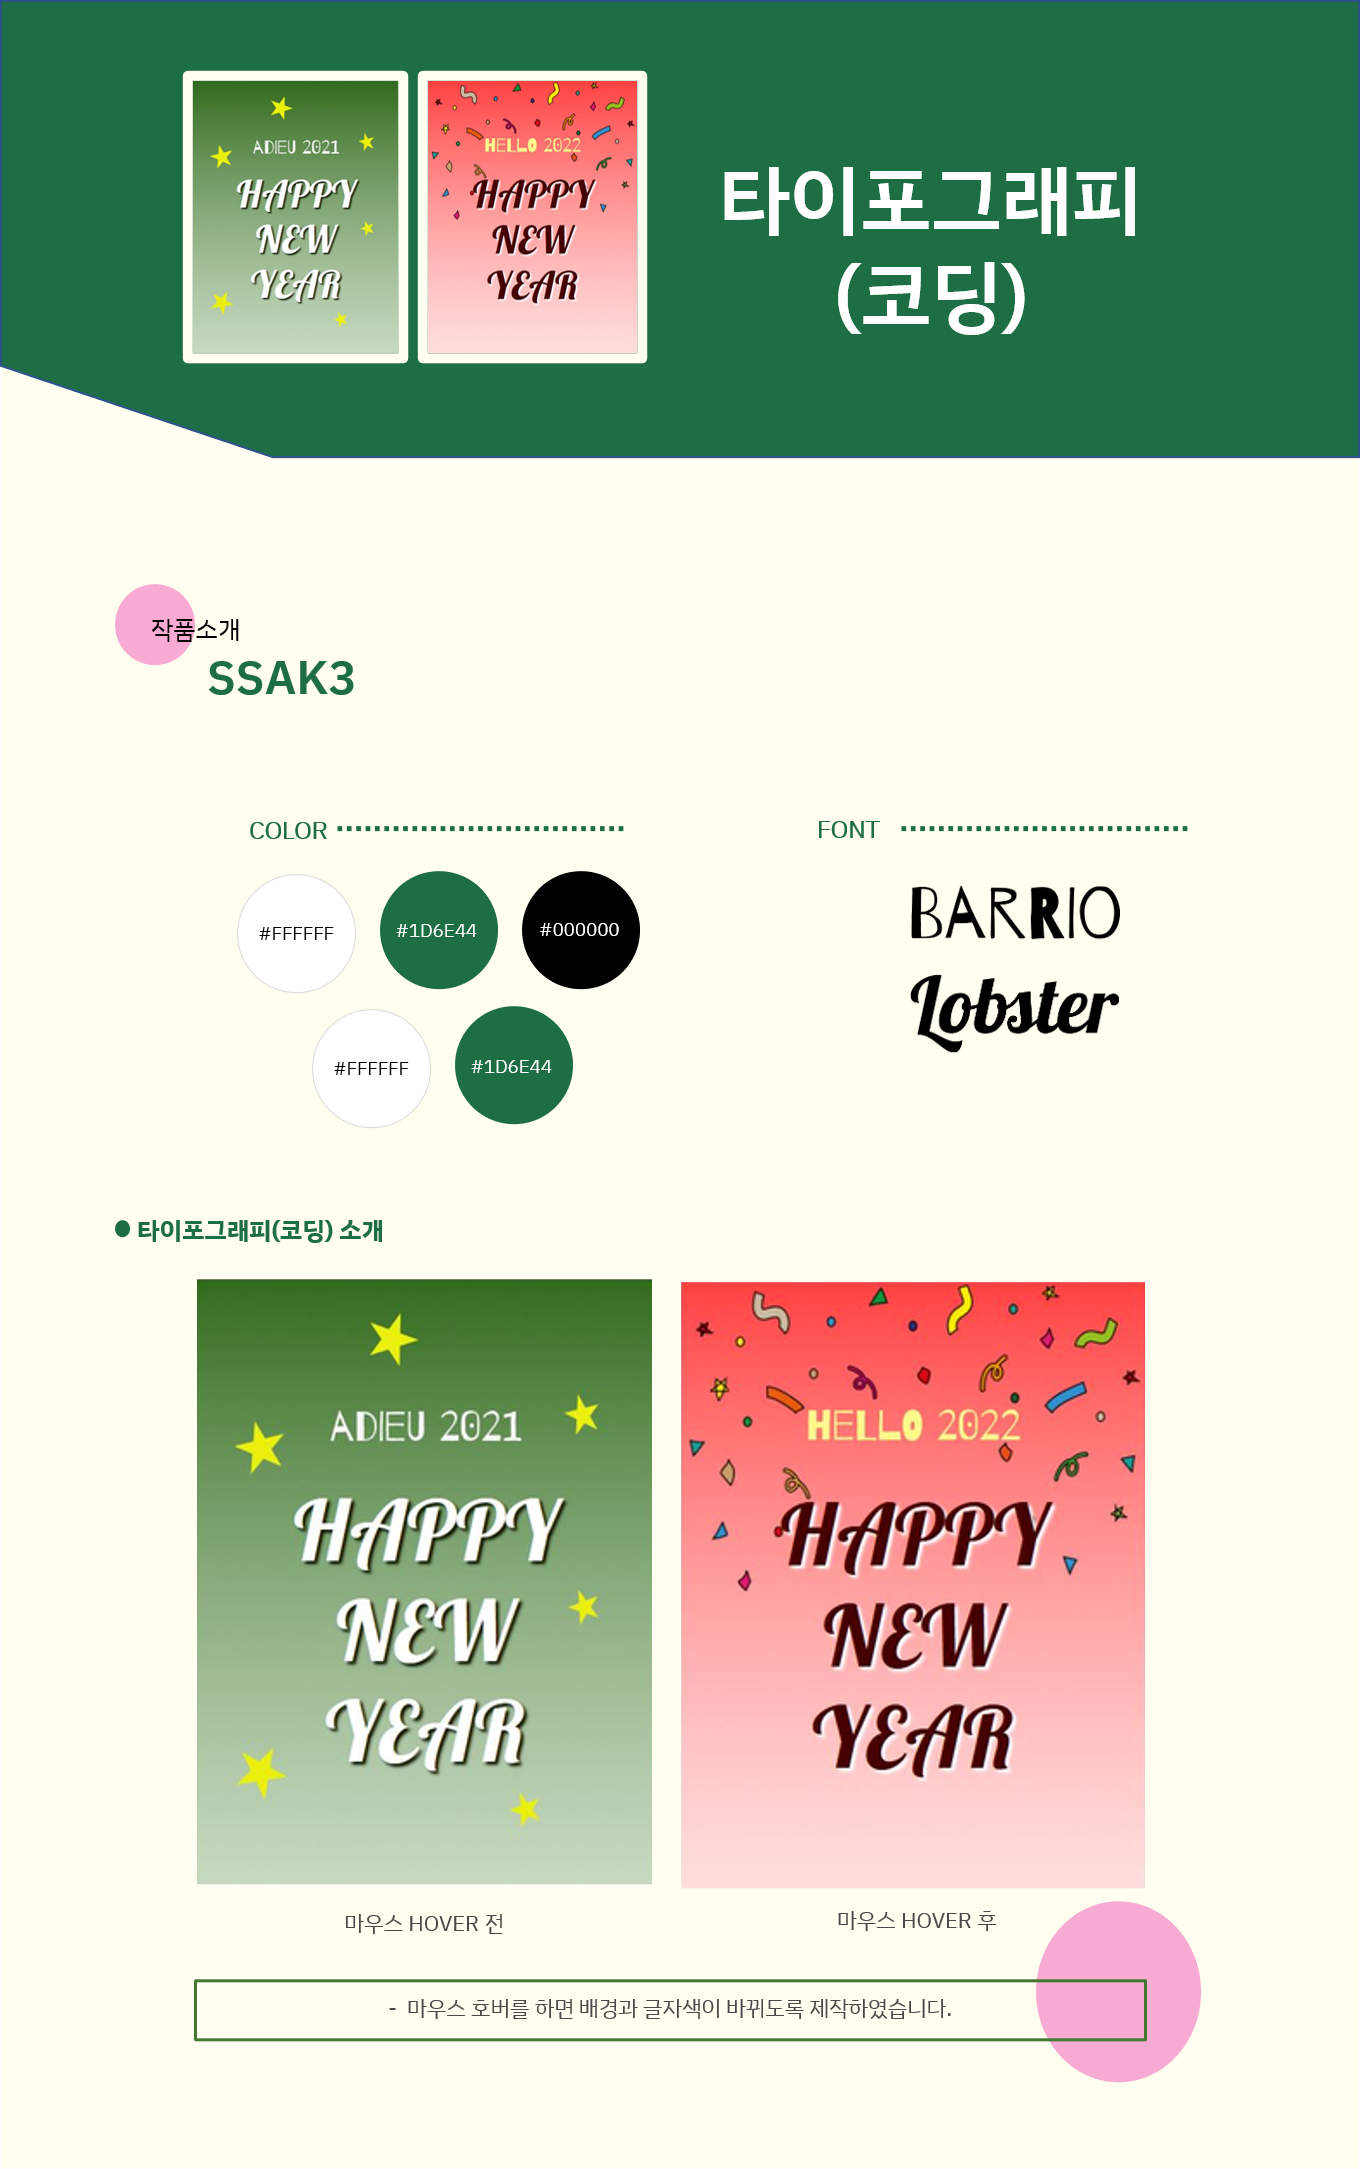 ADIEU 2021
HAPPY
NEW
YEAR
HELLO 2022
HAPPY
NEW
YEAR
타이포그래피
(코딩)
작품소개
SSAK3
COLOR
#FFFFFF
#1D6E44
#000000
#FFFFFF
#1D6E44
FONT
BARRIO
Lobster
타이포그래피(코딩) 소개
ADIEU 2021
HAPPY
NEW
YEAR
HELLO 2022
HAPPY
NEW
YEAR
마우스 HOVER 전
마우스 HOVER 후
- 마우스 호버를 하면 배경과 글자색이 바뀌도록 제작하였습니다.